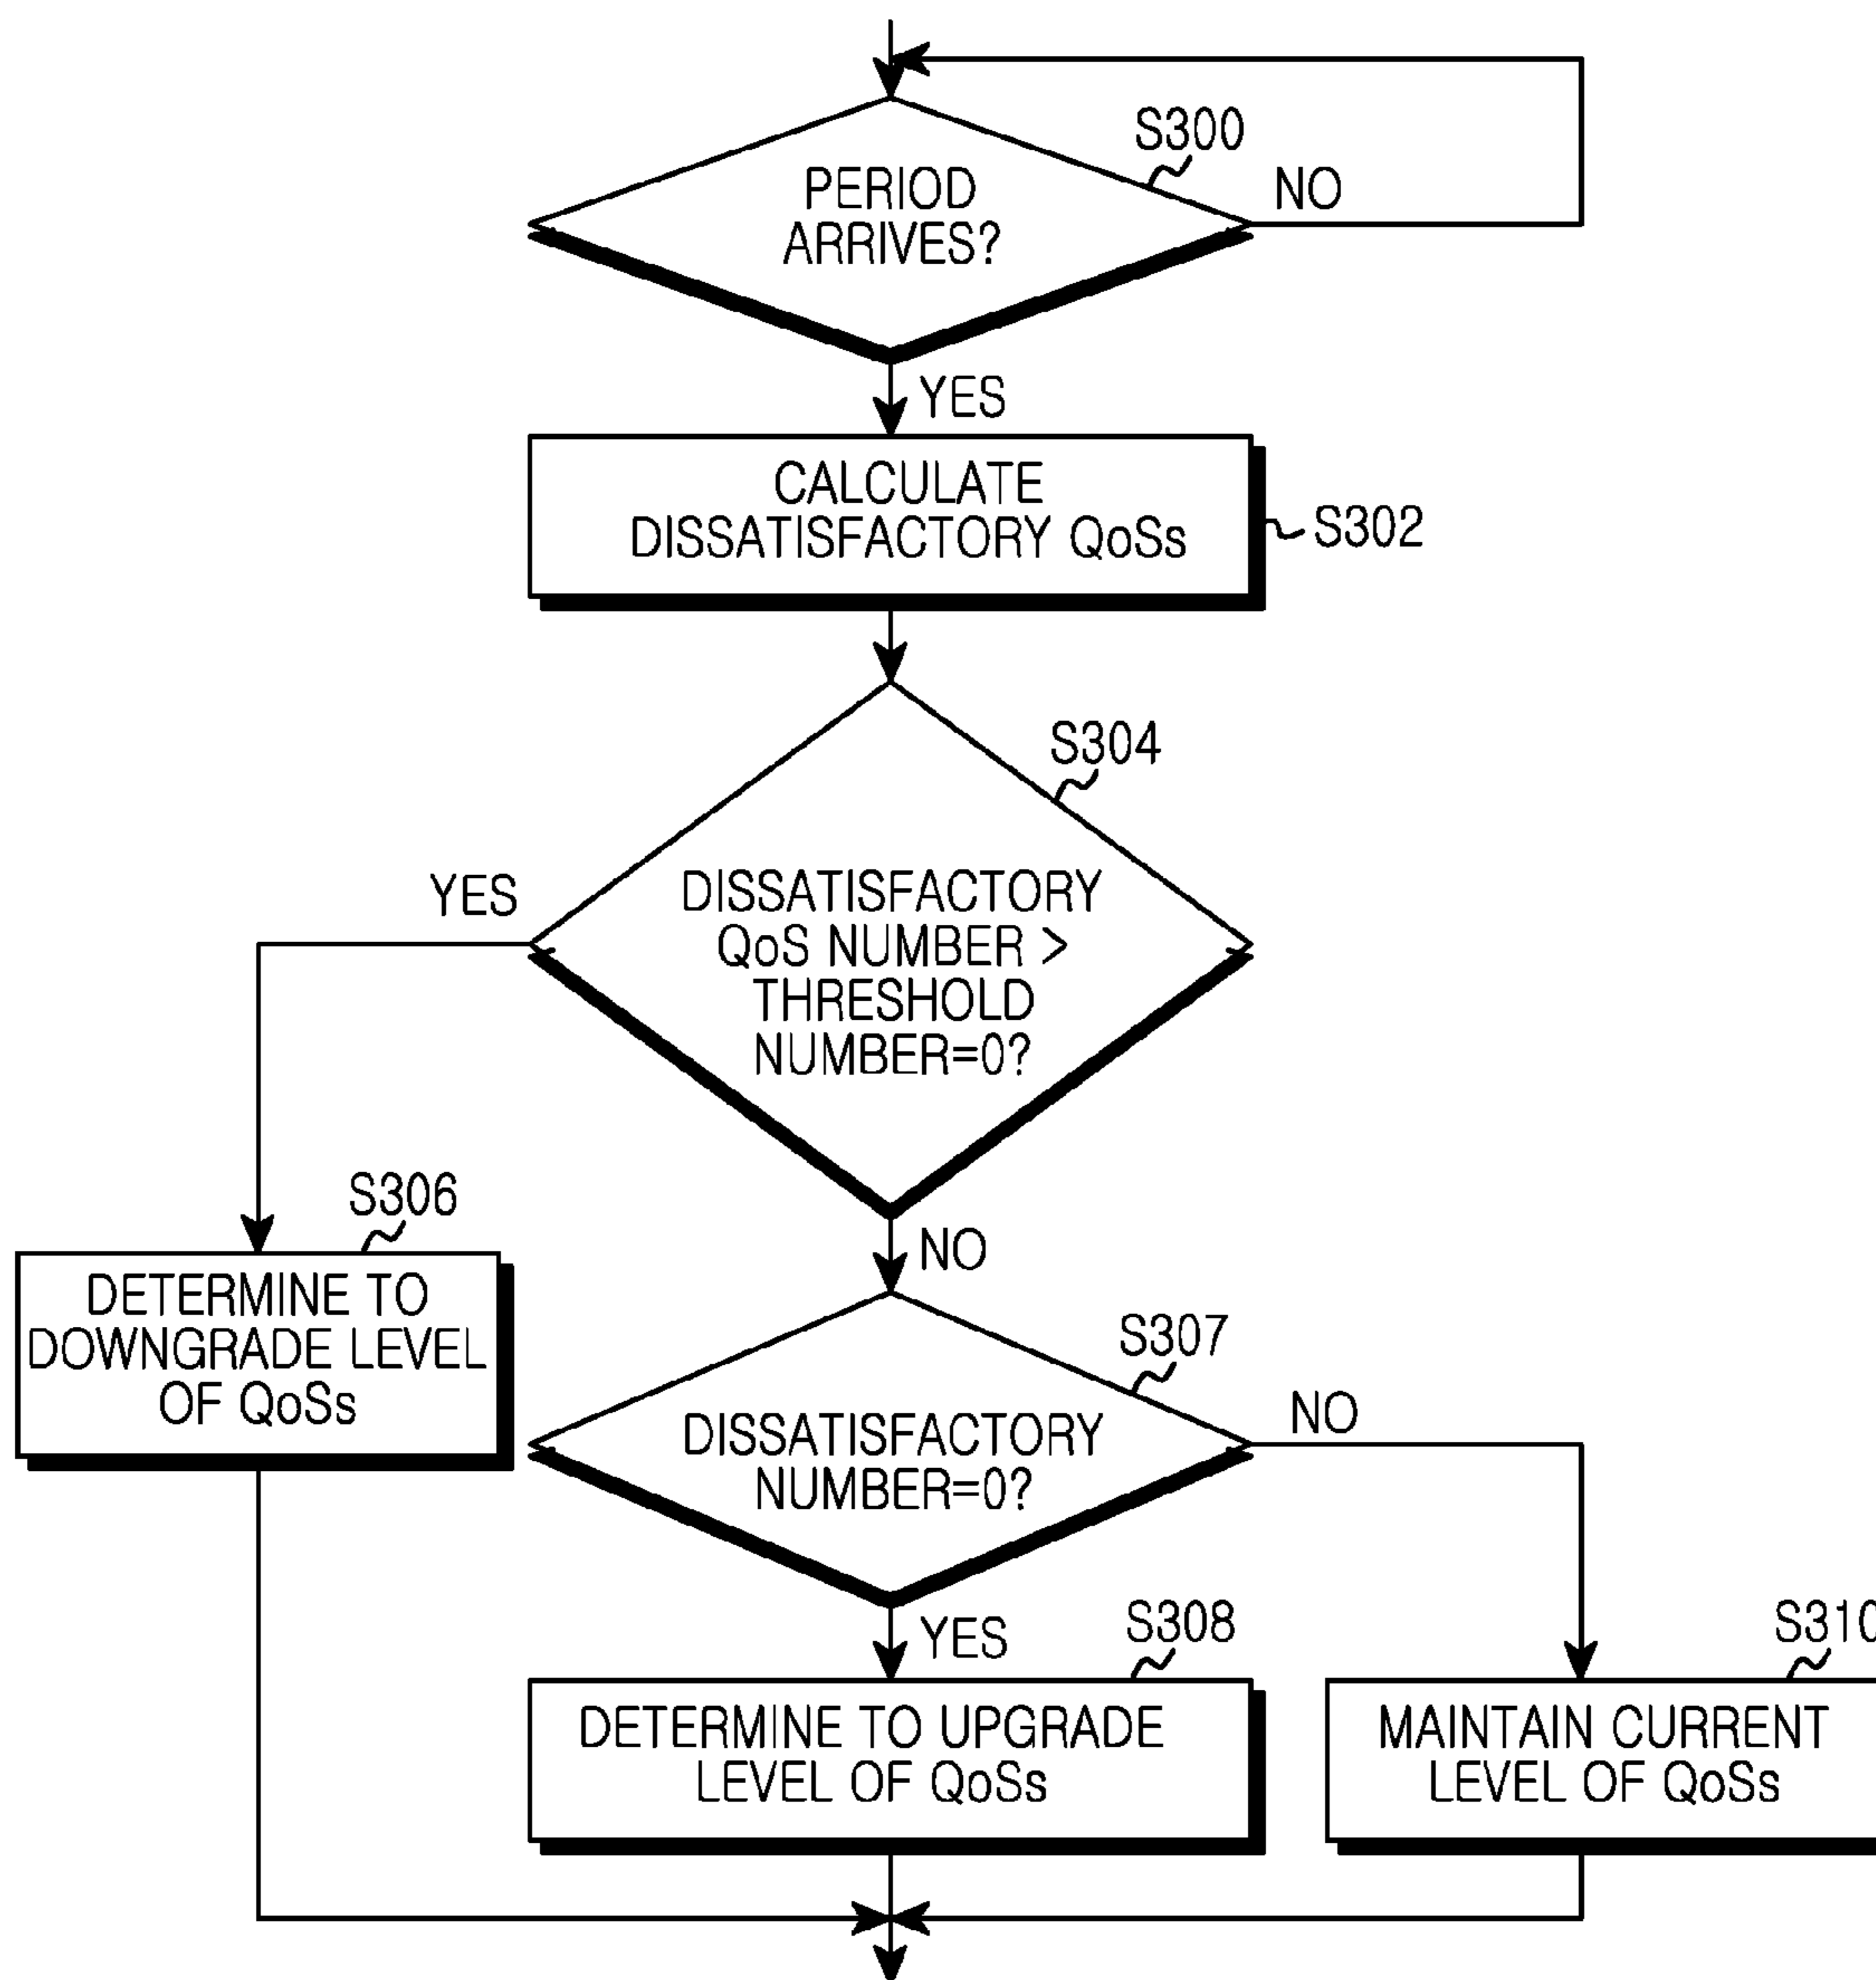 S300
PERIOD
ARRIVES?
NO
YES
CALCULATE
DISSATISFACTORY QoSs
S302
S304
YES
DISSATISFACTORY
QoS NUMBER >
THRESHOLD
NUMBER=0?
S306
NO
DETERMINE TO
DOWNGRADE LEVEL
OF QoSs
S307
NO
DISSATISFACTORY
NUMBER=0?
YES
S308
S310
DETERMINE TO UPGRADE
LEVEL OF QoSs
MAINTAIN CURRENT
LEVEL OF QoSs